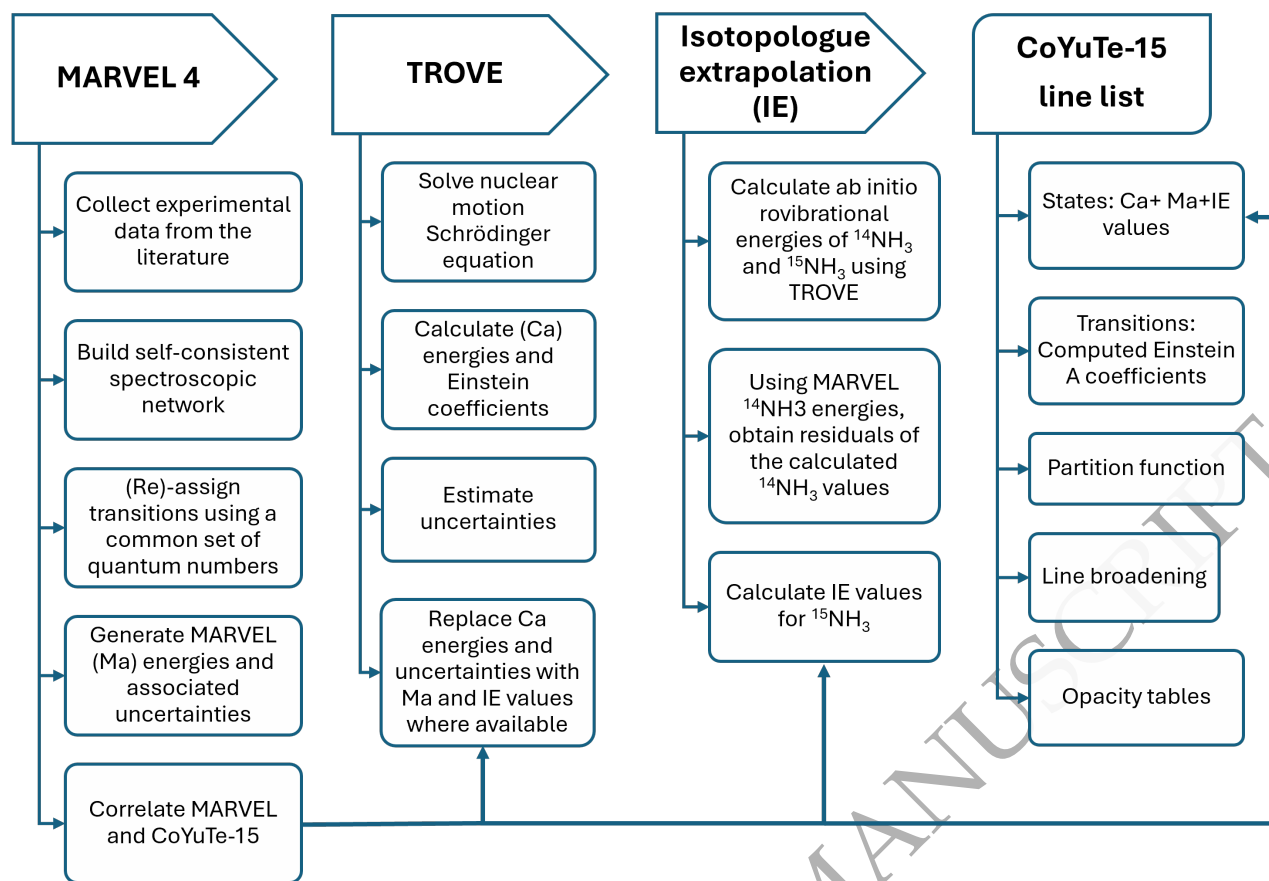 MARVEL 4
Collect experimental
data from the
literature
Build self-consistent
spectroscopic
network
(Re)-assign
transitions using a
common set of
quantum numbers
Generate MARVEL
(Ma) energies and
associated
uncertainties
Correlate MARVEL
and CoYuTe-15
TROVE
Solve nuclear
motion
Schrödinger
equation
Calculate (Ca)
energies and
Einstein
coefficients
Estimate
uncertainties
Replace Ca
energies and
uncertainties with
Ma and IE values
where available
Isotopologue
extrapolation
(IE)
Calculate ab initio
rovibrational
energies of ¹⁴NH₃
and ¹⁵NH₃ using
TROVE
Using MARVEL
¹⁴NH3 energies,
obtain residuals of
the calculated
¹⁴NH₃ values
Calculate IE values
for ¹⁵NH₃
CoYuTe-15
line list
States: Ca+ Ma+IE
values
Transitions:
Computed Einstein
A coefficients
Partition function
Line broadening
Opacity tables
MANUSCRIPT